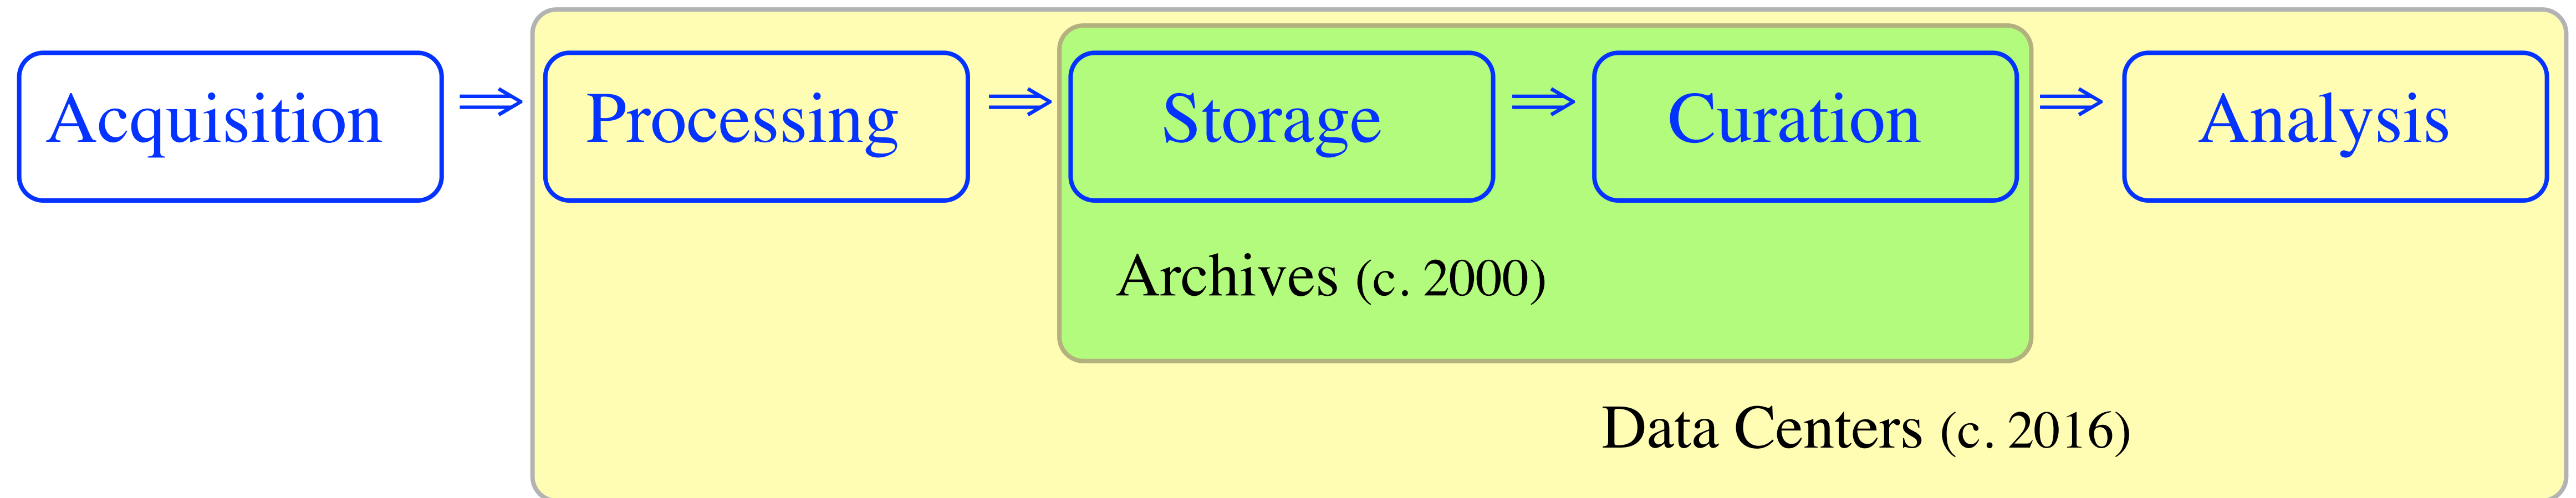 Acquisition ⇒ Processing ⇒ Storage ⇒ Curation ⇒ Analysis
Archives (c. 2000)
Data Centers (c. 2016)